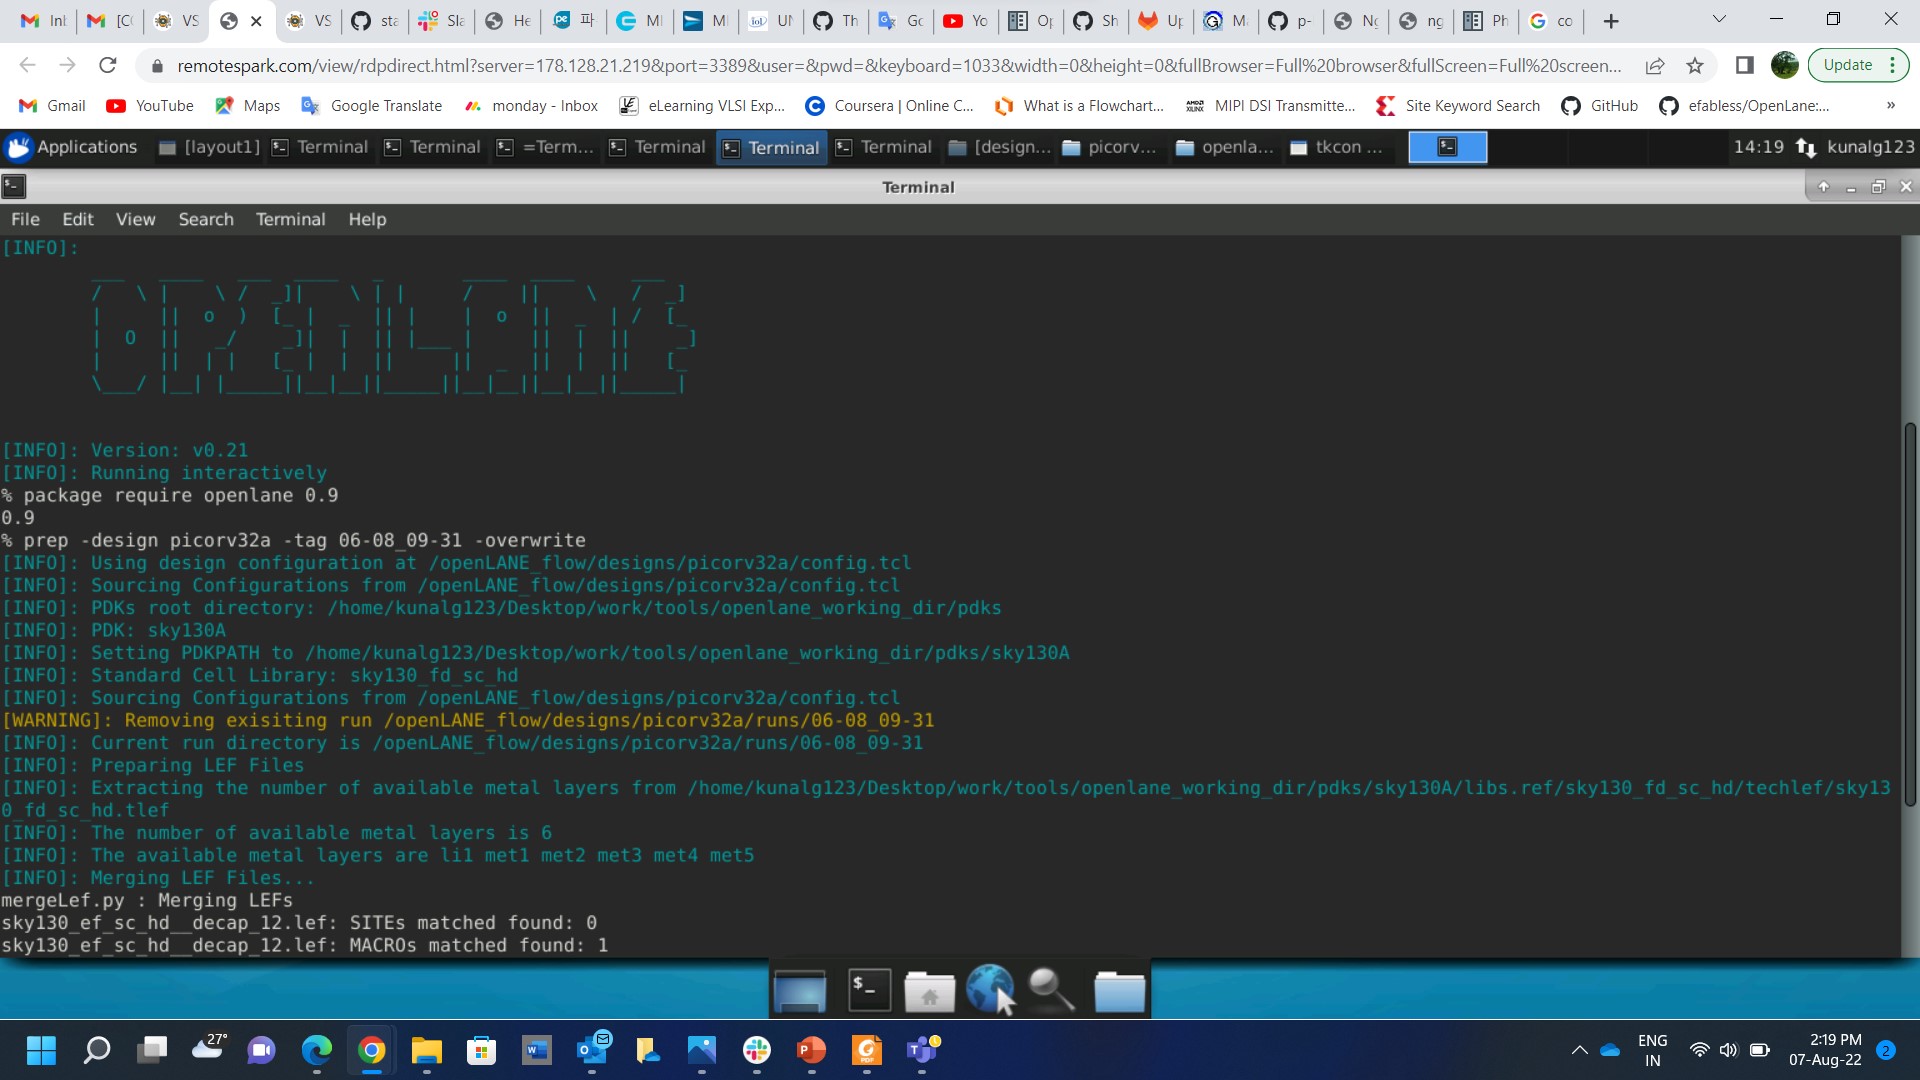 Inb
[CO
VS
VS
sta
Sla
He
파
MI
MI
UN
Th
Go
Yo
Op
Sh
Up
Ma
p-
Ng
ng
Ph
co
remotespark.com/view/rdpdirect.html?server=178.128.21.219&port=3389&user=&pwd=&keyboard=1033&width=0&height=0&fullBrowser=Full%20browser&fullScreen=Full%20screen...
Update
Gmail
YouTube
Maps
Google Translate
monday - Inbox
eLearning VLSI Exp...
Coursera | Online C...
What is a Flowchart...
MIPI DSI Transmitte...
Site Keyword Search
GitHub
efabless/OpenLane:...
»
Applications
[layout1]
Terminal
Terminal
=Term...
Terminal
Terminal
Terminal
[design...
picorv...
openla...
tkcon ...
14:19
kunalg123
Terminal
File Edit View Search Terminal Help
[INFO]:
OPENLANE
[INFO]: Version: v0.21
[INFO]: Running interactively
% package require openlane 0.9
0.9
% prep -design picorv32a -tag 06-08_09-31 -overwrite
[INFO]: Using design configuration at /openLANE_flow/designs/picorv32a/config.tcl
[INFO]: Sourcing Configurations from /openLANE_flow/designs/picorv32a/config.tcl
[INFO]: PDKs root directory: /home/kunalg123/Desktop/work/tools/openlane_working_dir/pdks
[INFO]: PDK: sky130A
[INFO]: Setting PDKPATH to /home/kunalg123/Desktop/work/tools/openlane_working_dir/pdks/sky130A
[INFO]: Standard Cell Library: sky130_fd_sc_hd
[INFO]: Sourcing Configurations from /openLANE_flow/designs/picorv32a/config.tcl
[WARNING]: Removing exisiting run /openLANE_flow/designs/picorv32a/runs/06-08_09-31
[INFO]: Current run directory is /openLANE_flow/designs/picorv32a/runs/06-08_09-31
[INFO]: Preparing LEF Files
[INFO]: Extracting the number of available metal layers from /home/kunalg123/Desktop/work/tools/openlane_working_dir/pdks/sky130A/libs.ref/sky130_fd_sc_hd/techlef/sky13
0_fd_sc_hd.tlef
[INFO]: The number of available metal layers is 6
[INFO]: The available metal layers are li1 met1 met2 met3 met4 met5
[INFO]: Merging LEF Files...
mergeLef.py : Merging LEFs
sky130_ef_sc_hd__decap_12.lef: SITEs matched found: 0
sky130_ef_sc_hd__decap_12.lef: MACROs matched found: 1
27°
ENG
IN
2:19 PM
07-Aug-22
2